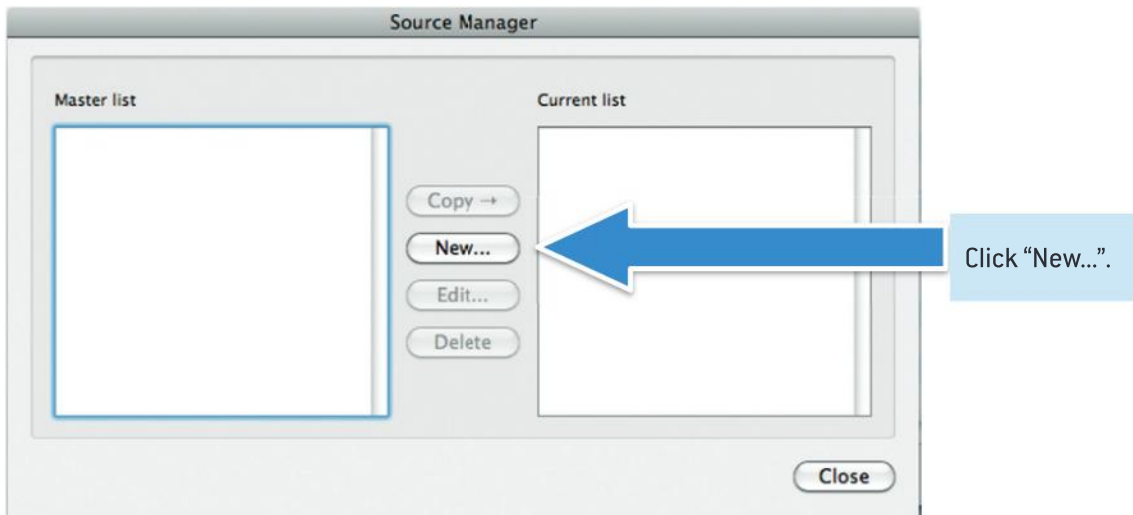 Source Manager
Master list
Current list
Copy →
New...
Edit...
Delete
Click “New...”.
Close